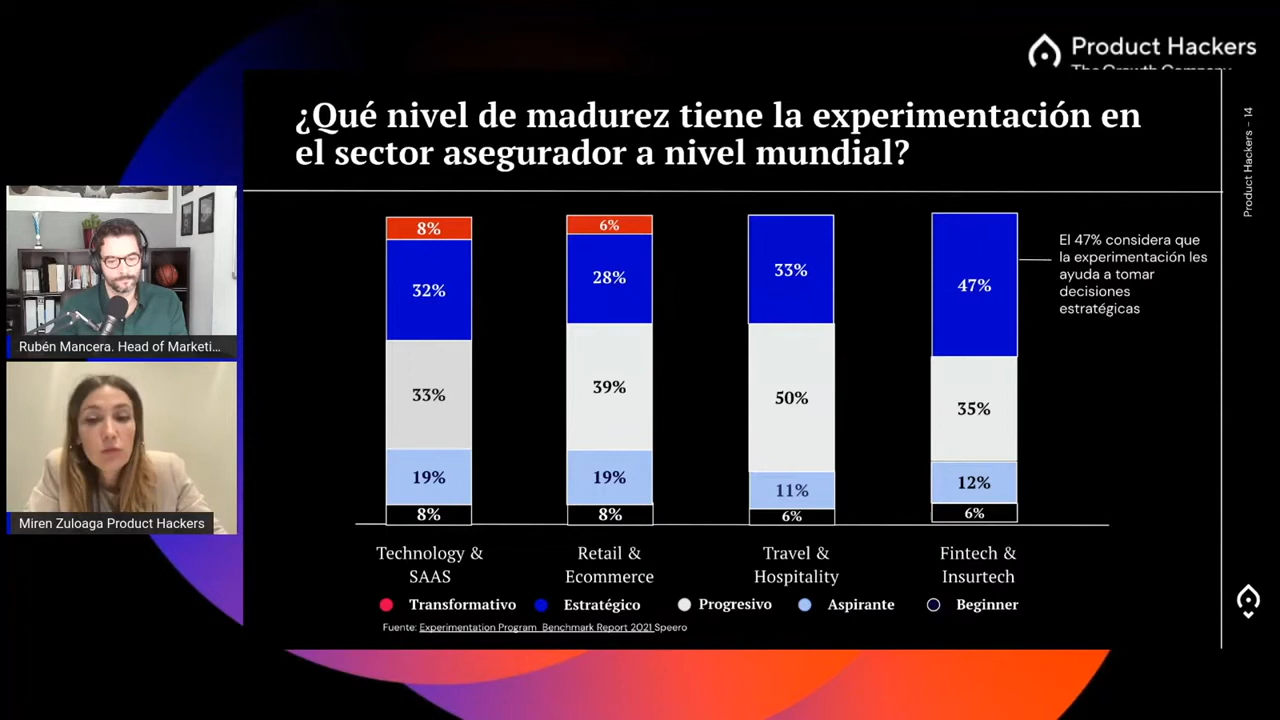 Product Hackers
The Growth Company
¿Qué nivel de madurez tiene la experimentación en
el sector asegurador a nivel mundial?
Product Hackers - 14
8%
32%
33%
19%
8%
6%
28%
39%
19%
8%
33%
50%
11%
6%
47%
35%
12%
6%
El 47% considera que
la experimentación les
ayuda a tomar
decisiones
estratégicas
Technology &
SAAS
Retail &
Ecommerce
Travel &
Hospitality
Fintech &
Insurtech
Transformativo
Estratégico
Progresivo
Aspirante
Beginner
Fuente: Experimentation Program Benchmark Report 2021 Speero
Rubén Mancera. Head of Marketi...
Miren Zuloaga Product Hackers